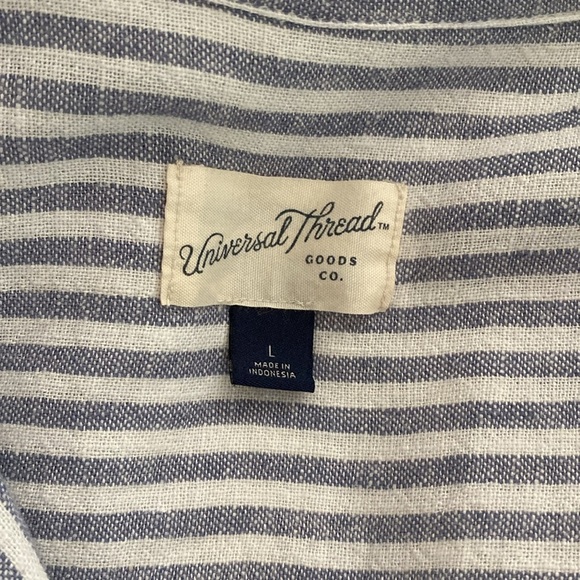 Universal Thread™
GOODS
CO.
L
MADE IN
INDONESIA